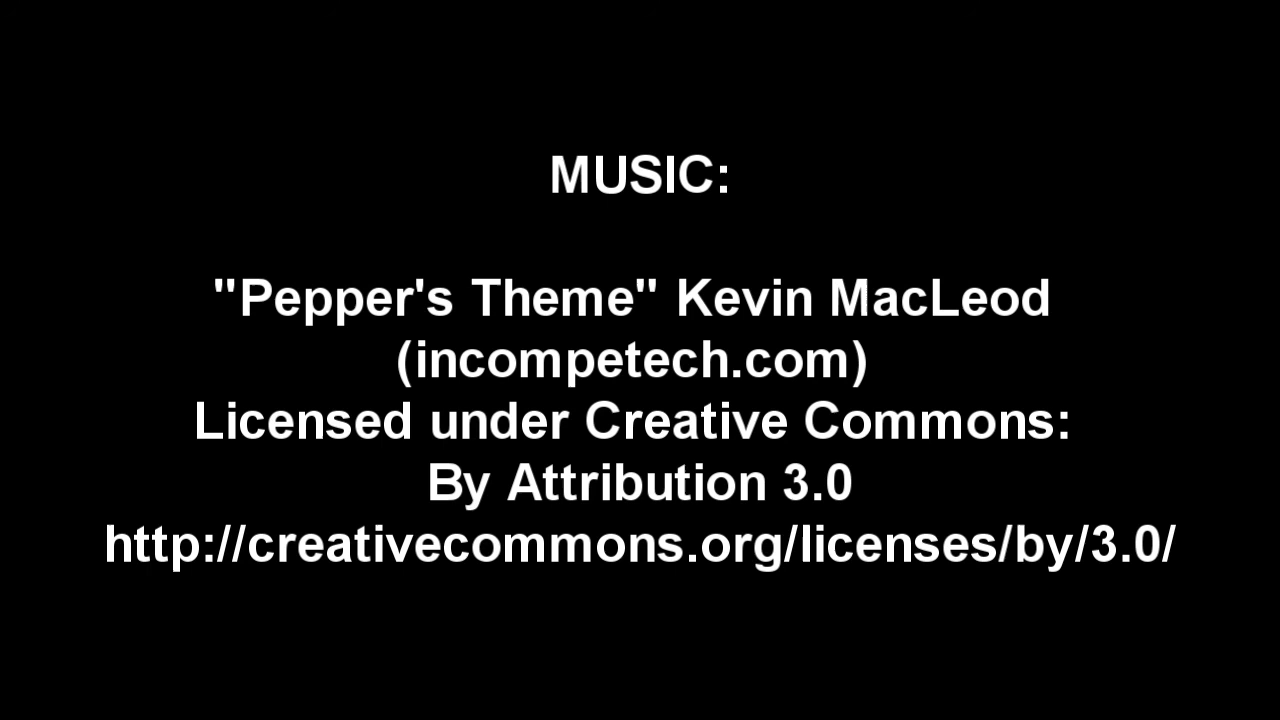 MUSIC:
"Pepper's Theme" Kevin MacLeod
(incompetech.com)
Licensed under Creative Commons:
By Attribution 3.0
http://creativecommons.org/licenses/by/3.0/